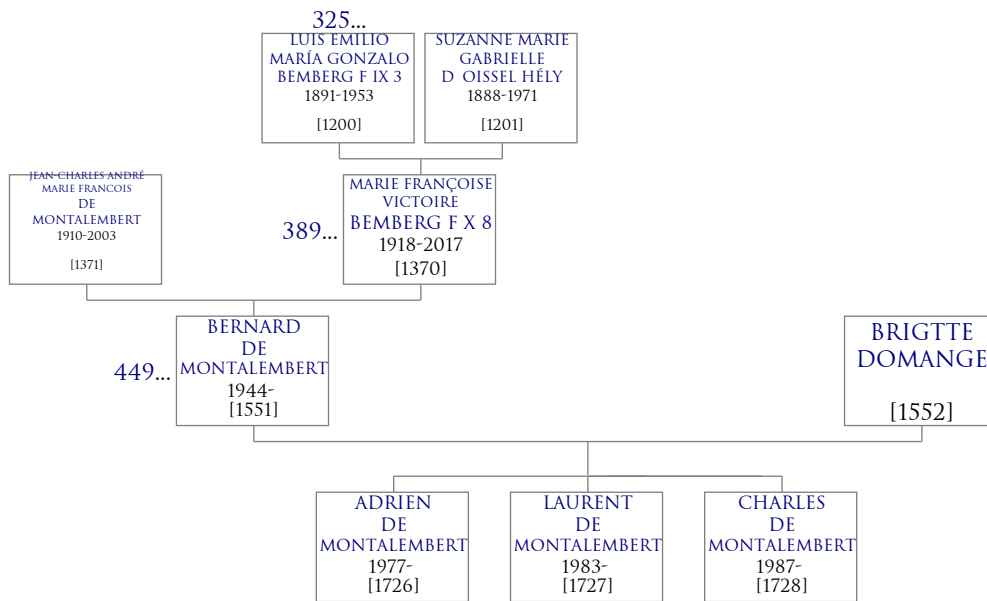 325...
LUIS EMILIO
MARÍA GONZALO
BEMBERG F IX 3
1891-1953
[1200]
SUZANNE MARIE
GABRIELLE
D OISSEL HÉLY
1888-1971
[1201]
JEAN-CHARLES ANDRÉ
MARIE FRANCOIS
DE
MONTALEMBERT
1910-2003
[1371]
389...
MARIE FRANÇOISE
VICTOIRE
BEMBERG F X 8
1918-2017
[1370]
449...
BERNARD
DE
MONTALEMBERT
1944-
[1551]
BRIGTTE
DOMANGE
[1552]
ADRIEN
DE
MONTALEMBERT
1977-
[1726]
LAURENT
DE
MONTALEMBERT
1983-
[1727]
CHARLES
DE
MONTALEMBERT
1987-
[1728]